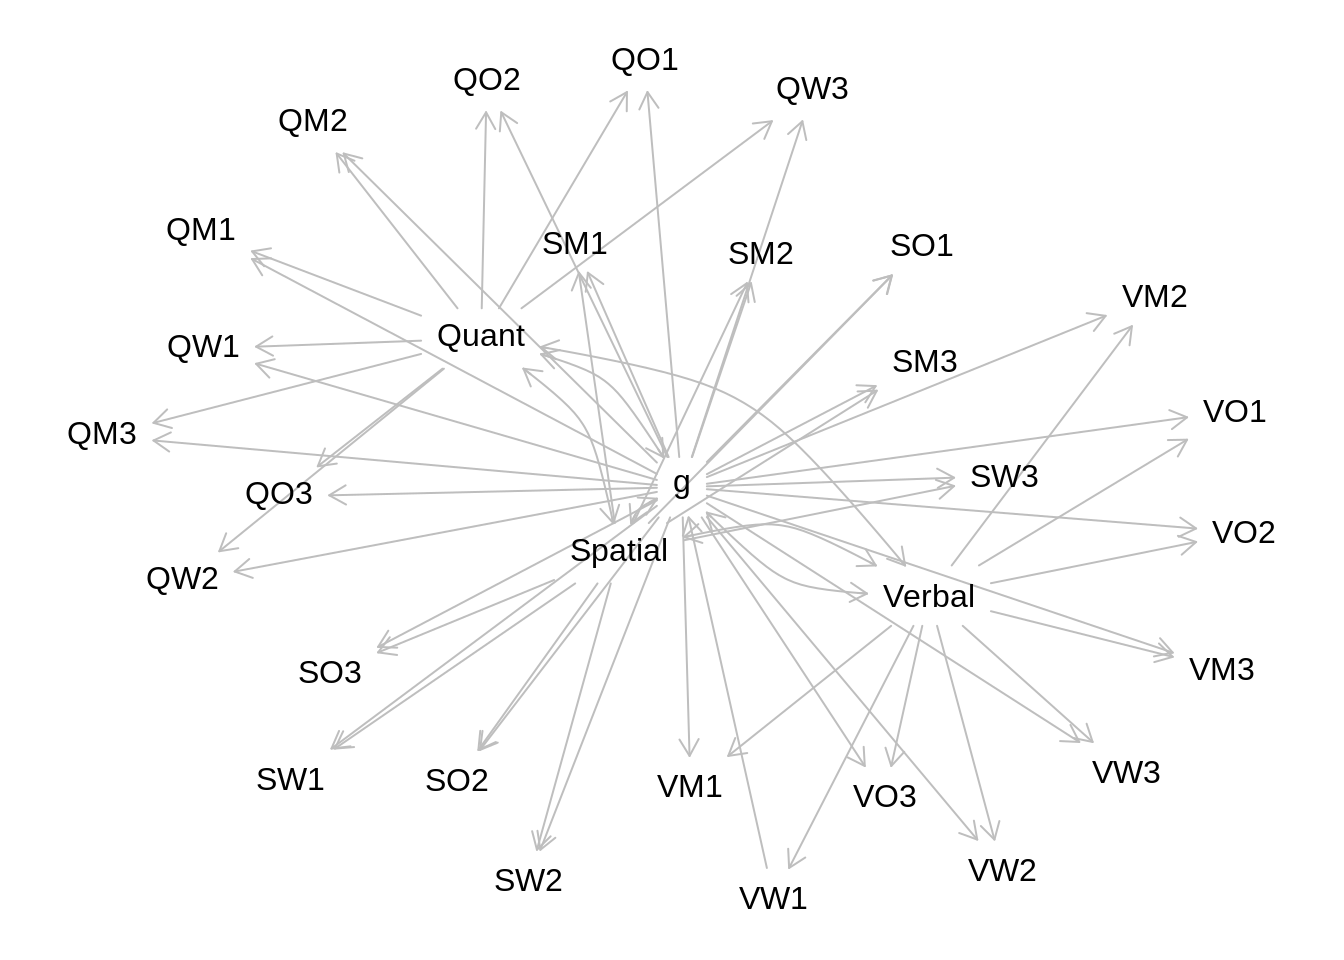 QO1
QO2
QW3
QM2
QM1
SM1
SM2
SO1
VM2
Quant
QW1
SM3
VO1
QM3
SW3
g
QO3
VO2
Spatial
QW2
Verbal
SO3
VM3
VW3
SW1
SO2
VM1
VO3
VW2
SW2
VW1